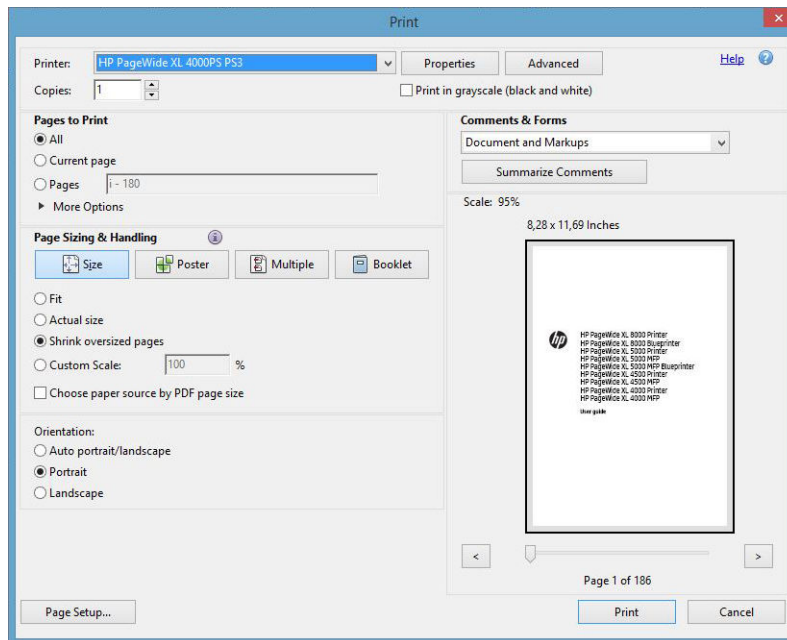 Print
Printer: HP PageWide XL 4000PS PS3 Properties Advanced Help
Copies: 1 Print in grayscale (black and white)
Pages to Print
All
Current page
Pages i - 180
More Options
Page Sizing & Handling
Size Poster Multiple Booklet
Fit
Actual size
Shrink oversized pages
Custom Scale: 100 %
Choose paper source by PDF page size
Orientation:
Auto portrait/landscape
Portrait
Landscape
Comments & Forms
Document and Markups
Summarize Comments
Scale: 95%
8,28 x 11,69 Inches
hp
HP PageWide XL 8000 Printer
HP PageWide XL 8000 Blueprinter
HP PageWide XL 5000 Printer
HP PageWide XL 5000 MFP
HP PageWide XL 5000 MFP Blueprinter
HP PageWide XL 4500 Printer
HP PageWide XL 4500 MFP
HP PageWide XL 4000 Printer
HP PageWide XL 4000 MFP
User guide
< >
Page 1 of 186
Page Setup... Print Cancel